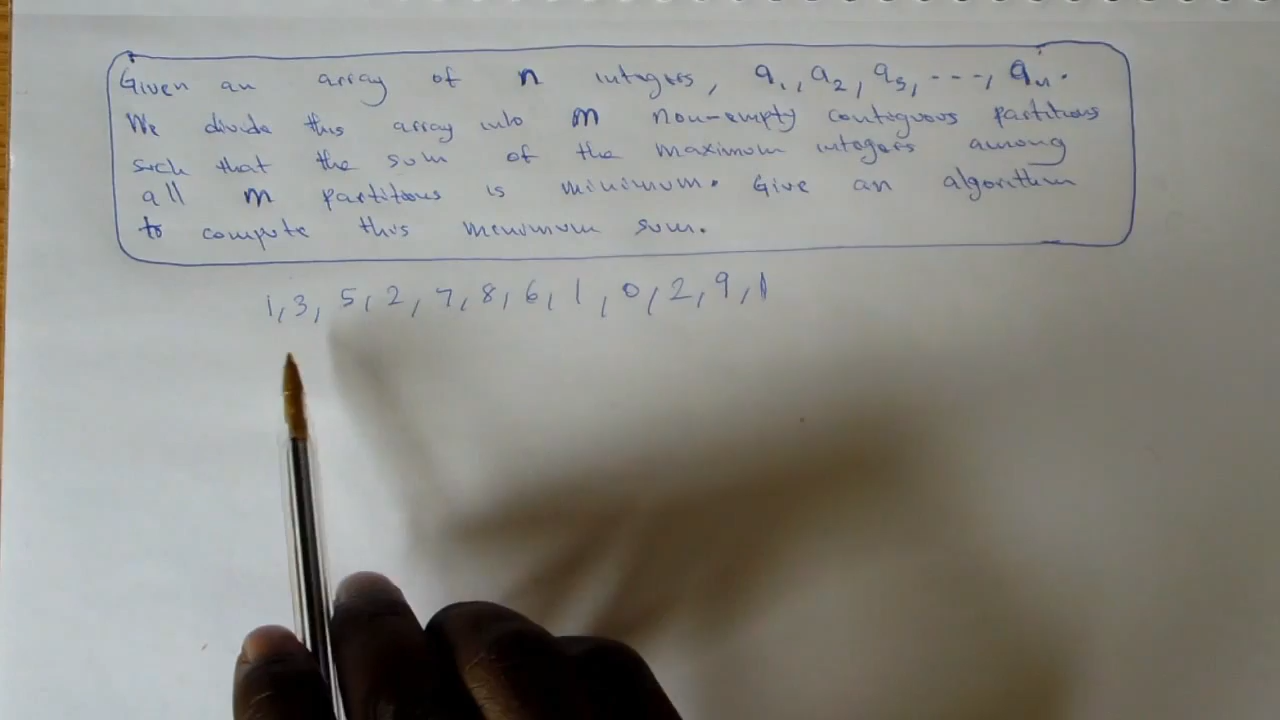 Given an array of n integers, a1, a2, a3, ---, an.
We divide this array into m non-empty contiguous partitions
such that the sum of the maximum integers among
all m partitions is minimum. Give an algorithm
to compute this minimum sum.
1, 3, 5, 2, 7, 8, 6, 1, 0, 2, 9, 1